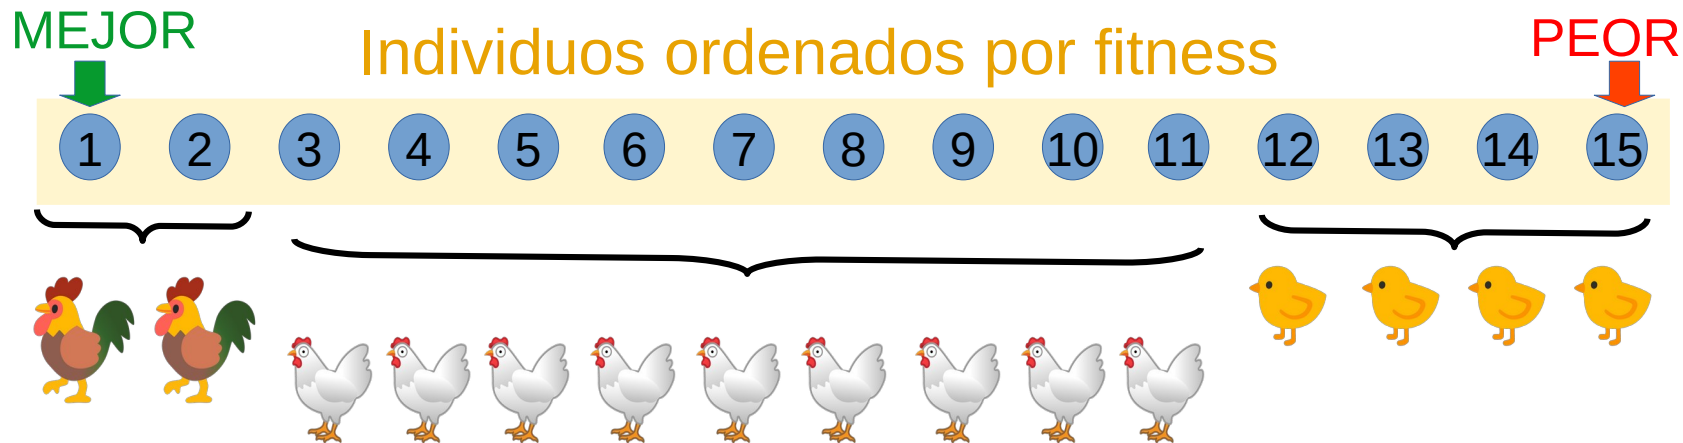 MEJOR
Individuos ordenados por fitness
PEOR
1 2 3 4 5 6 7 8 9 10 11 12 13 14 15